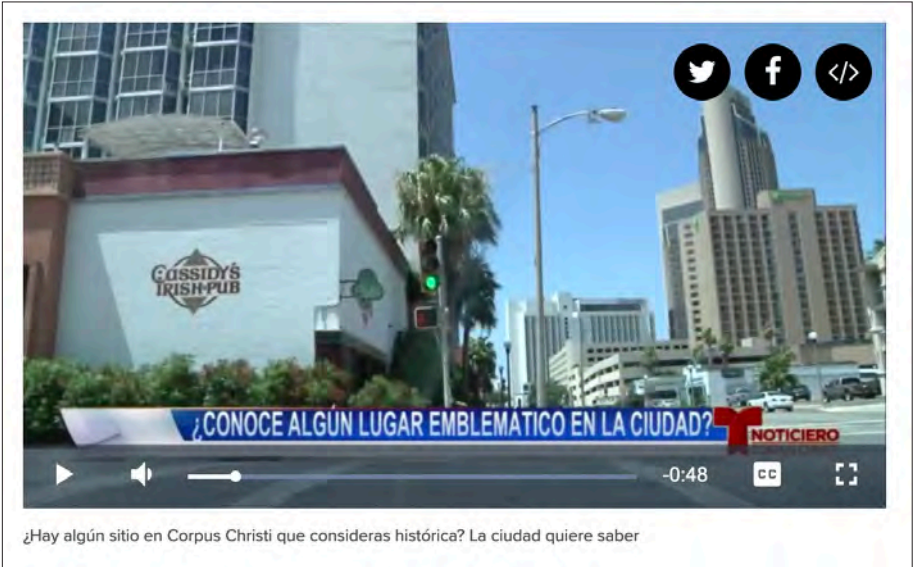 CASSIDY'S
IRISH PUB
¿CONOCE ALGÚN LUGAR EMBLEMÁTICO EN LA CIUDAD?
NOTICIERO
-0:48
CC
¿Hay algún sitio en Corpus Christi que consideras histórica? La ciudad quiere saber